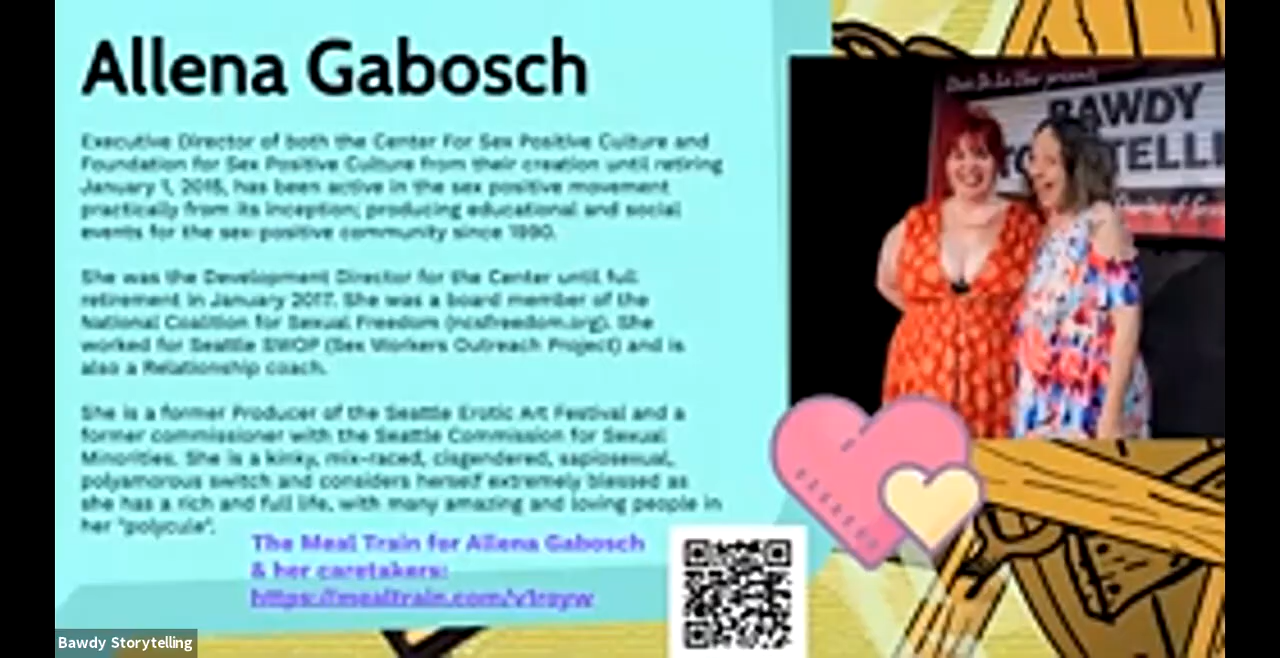 Allena Gabosch
Executive Director of both the Center For Sex Positive Culture and
Foundation for Sex Positive Culture from their creation until retiring
January 1, 2015, has been active in the sex positive movement
practically from its inception; producing educational and social
events for the sex-positive community since 1990.
She was the Development Director for the Center until full
retirement in January 2017. She was a board member of the
National Coalition for Sexual Freedom (ncsfreedom.org). She
worked for Seattle SWOP (Sex Workers Outreach Project) and is
also a Relationship coach.
She is a former Producer of the Seattle Erotic Art Festival and a
former commissioner with the Seattle Commission for Sexual
Minorities. She is a kinky, mix-raced, cisgendered, sapiosexual,
polyamorous switch and considers herself extremely blessed as
she has a rich and full life, with many amazing and loving people in
her "polycule".
The Meal Train for Allena Gabosch
& her caretakers:
BAWDY
Bawdy Storytelling